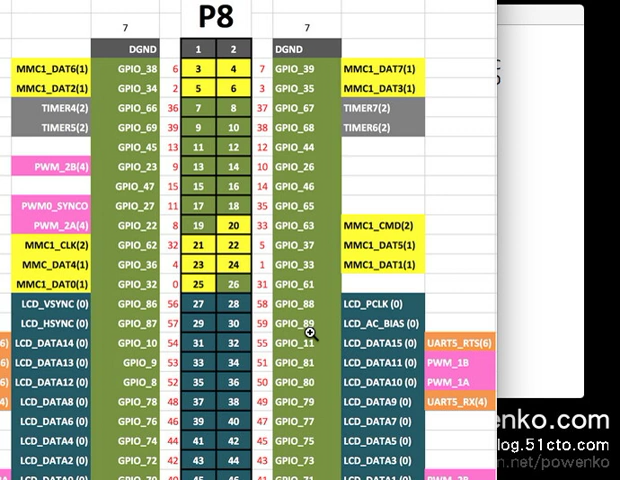 P8
7 7
DGND 1 2 DGND
MMC1_DAT6(1) GPIO_38 6 3 4 7 GPIO_39 MMC1_DAT7(1)
MMC1_DAT2(1) GPIO_34 2 5 6 3 GPIO_35 MMC1_DAT3(1)
TIMER4(2) GPIO_66 36 7 8 37 GPIO_67 TIMER7(2)
TIMER5(2) GPIO_69 39 9 10 38 GPIO_68 TIMER6(2)
GPIO_45 13 11 12 12 GPIO_44
PWM_2B(4) GPIO_23 9 13 14 10 GPIO_26
GPIO_47 15 15 16 14 GPIO_46
PWM0_SYNCO GPIO_27 11 17 18 35 GPIO_65
PWM_2A(4) GPIO_22 8 19 20 33 GPIO_63 MMC1_CMD(2)
MMC1_CLK(2) GPIO_62 32 21 22 5 GPIO_37 MMC1_DAT5(1)
MMC_DAT4(1) GPIO_36 4 23 24 1 GPIO_33 MMC1_DAT1(1)
MMC1_DAT0(1) GPIO_32 0 25 26 31 GPIO_61
LCD_VSYNC (0) GPIO_86 56 27 28 58 GPIO_88 LCD_PCLK (0)
LCD_HSYNC (0) GPIO_87 57 29 30 59 GPIO_89 LCD_AC_BIAS (0)
6) LCD_DATA14 (0) GPIO_10 54 31 32 55 GPIO_11 LCD_DATA15 (0) UART5_RTS(6)
LCD_DATA13 (0) GPIO_9 53 33 34 51 GPIO_81 LCD_DATA11 (0) PWM_1B
LCD_DATA12 (0) GPIO_8 52 35 36 50 GPIO_80 LCD_DATA10 (0) PWM_1A
LCD_DATA8 (0) GPIO_78 48 37 38 49 GPIO_79 LCD_DATA9 (0) UART5_RX(4)
LCD_DATA6 (0) GPIO_76 46 39 40 47 GPIO_77 LCD_DATA7 (0)
LCD_DATA4 (0) GPIO_74 44 41 42 45 GPIO_75 LCD_DATA5 (0)
LCD_DATA2 (0) GPIO_72 42 43 44 43 GPIO_73 LCD_DATA3 (0)
enko.com
log.51cto.com
n.net/powenko